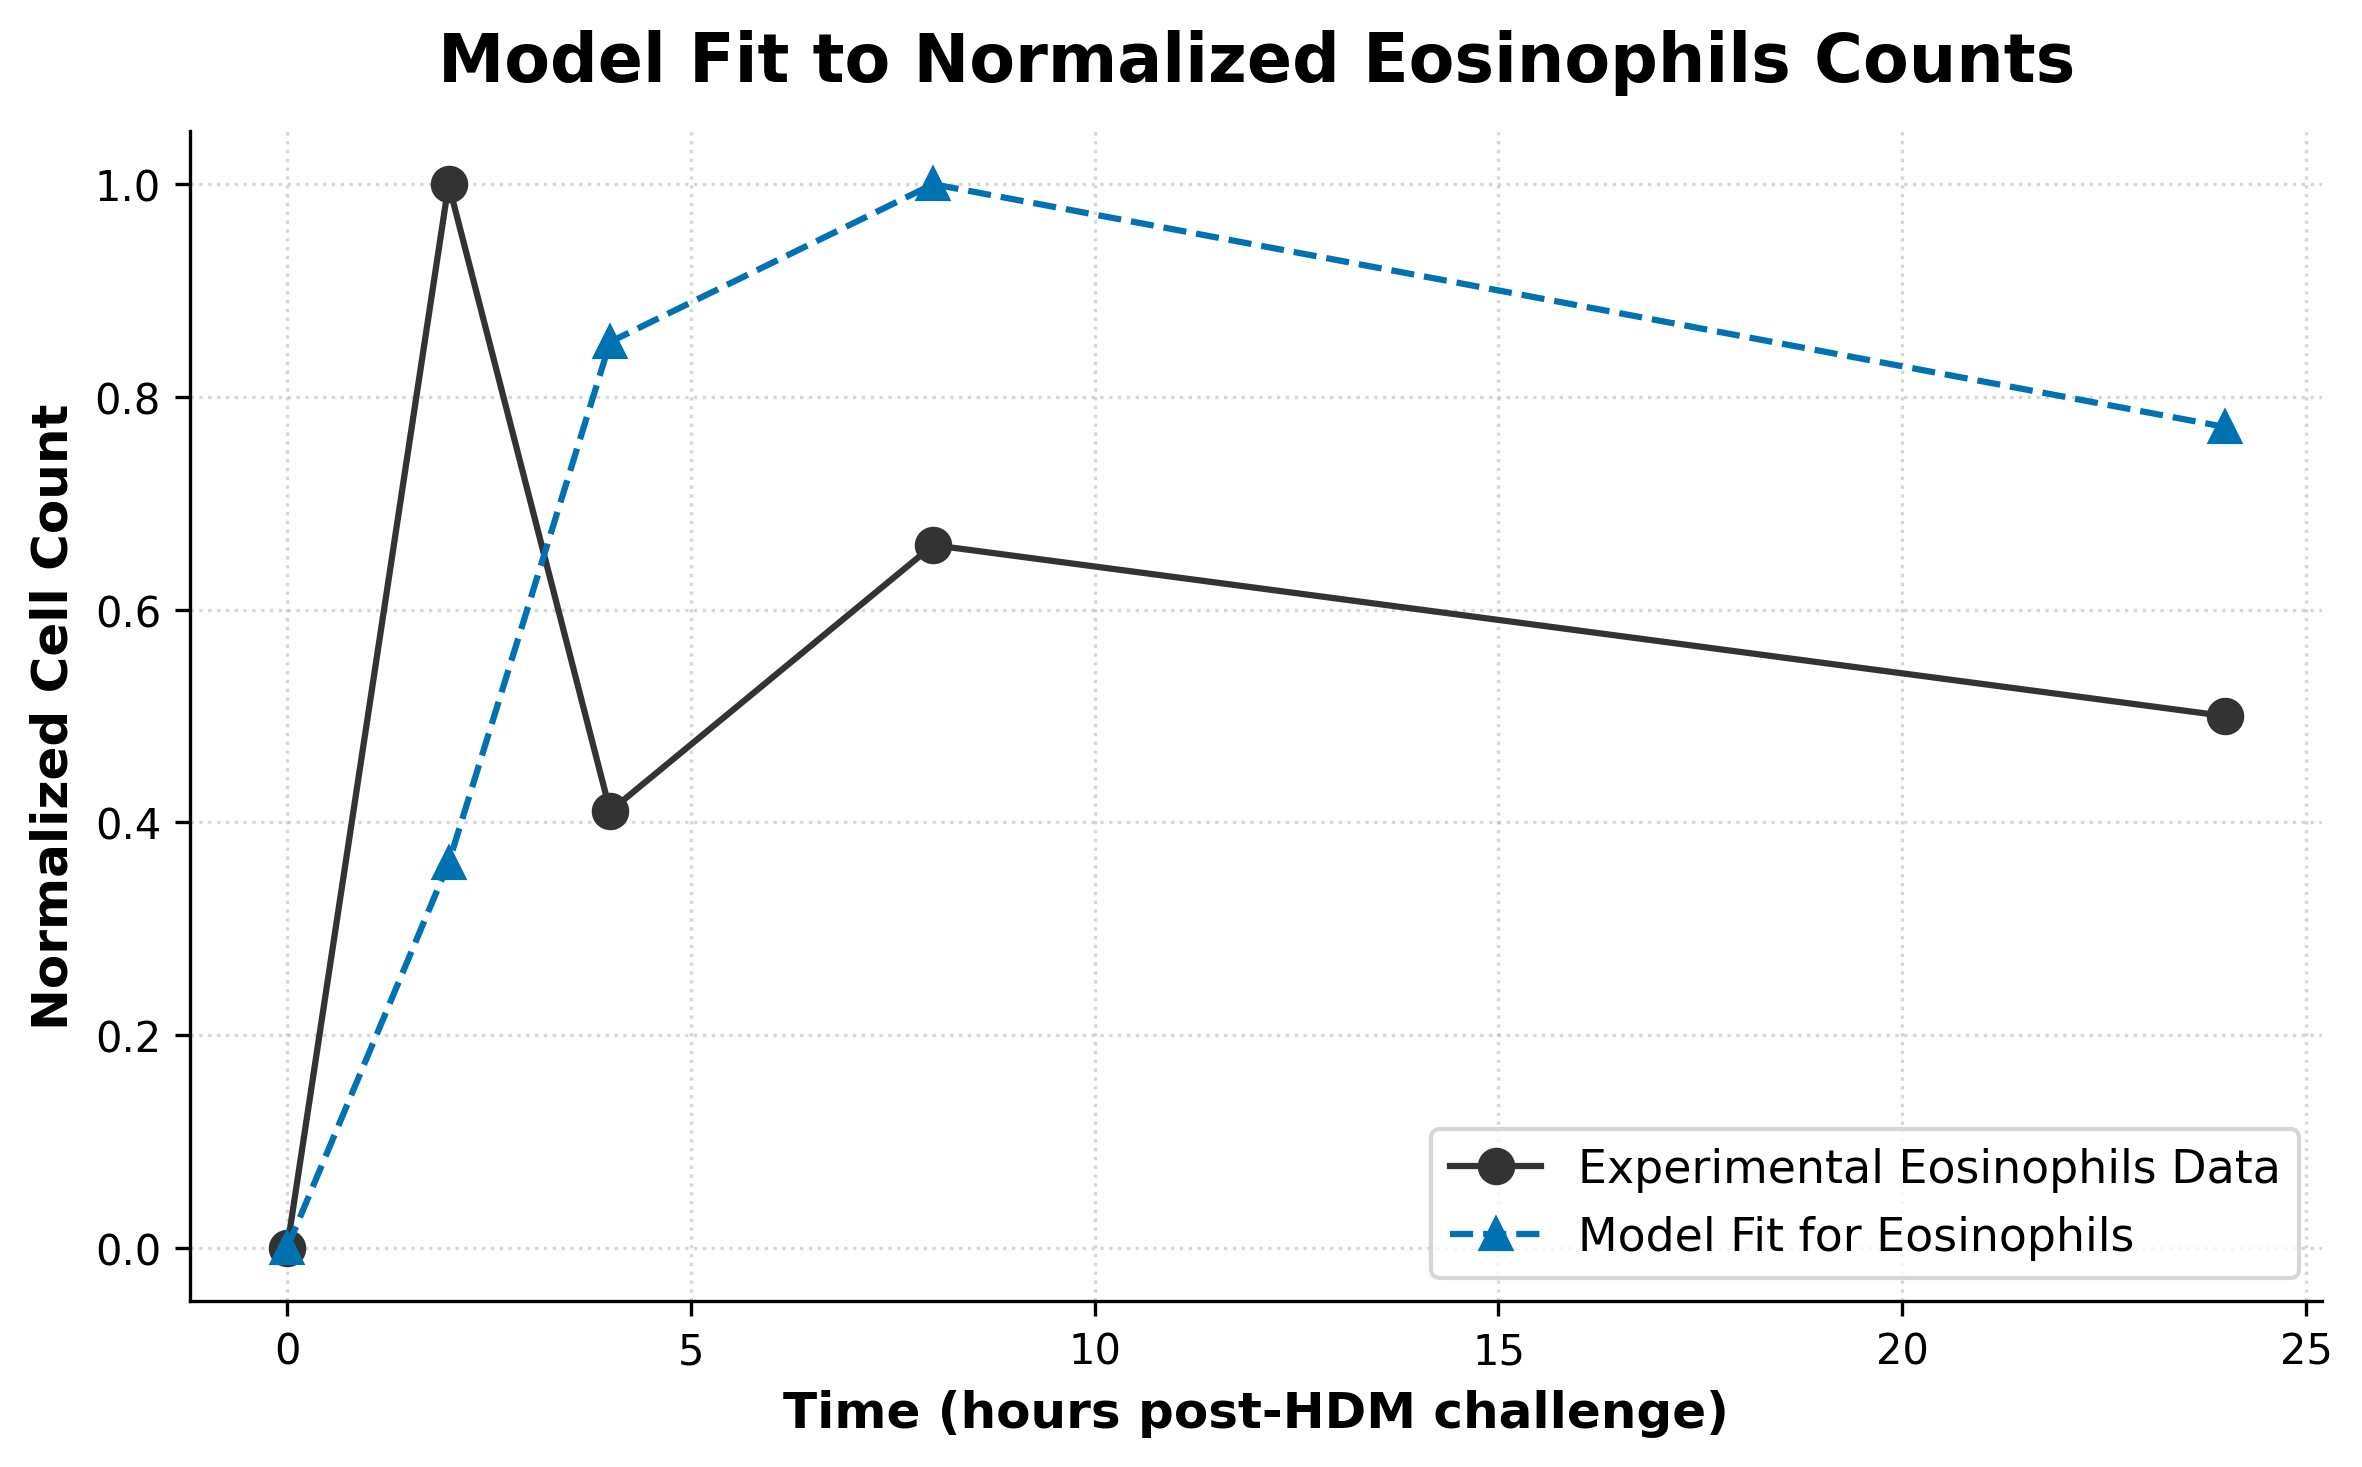 Model Fit to Normalized Eosinophils Counts
Normalized Cell Count
1.0
0.8
0.6
0.4
0.2
0.0
0 5 10 15 20 25
Time (hours post-HDM challenge)
Experimental Eosinophils Data
Model Fit for Eosinophils